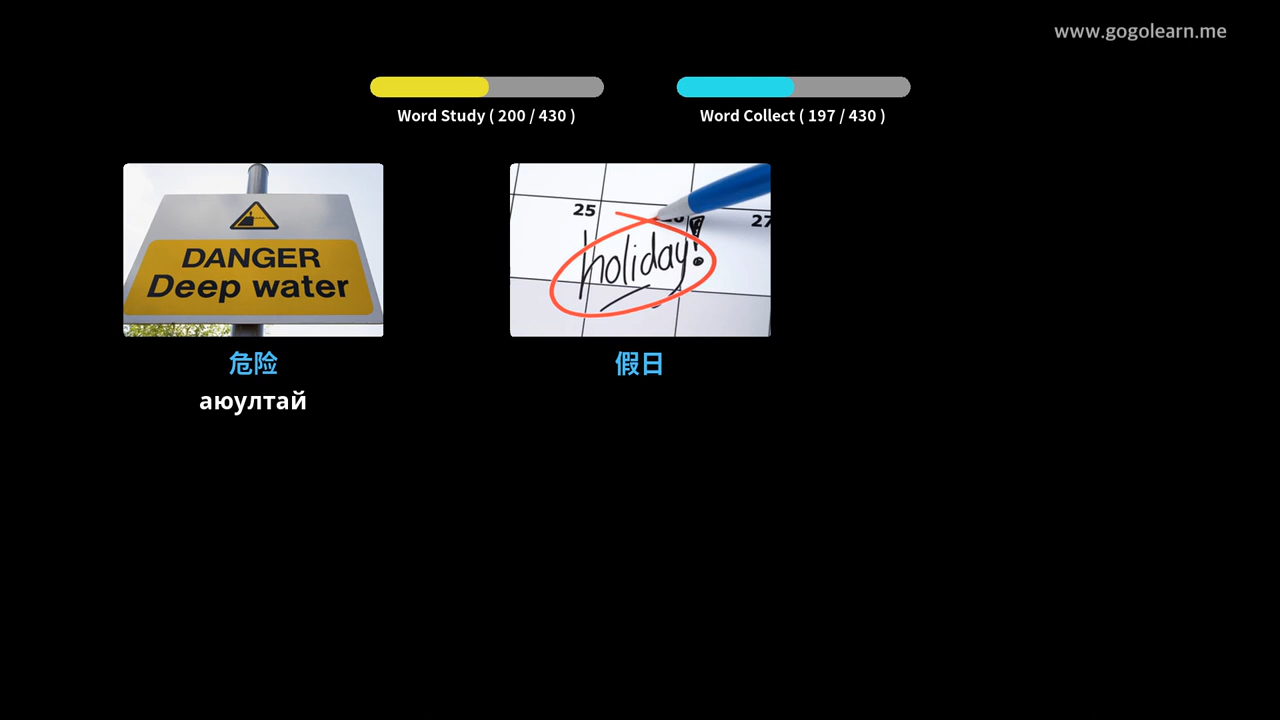 www.gogolearn.me
Word Study ( 200 / 430 )
Word Collect ( 197 / 430 )
DANGER
Deep water
25
27
holiday!
危险
假日
аюултай